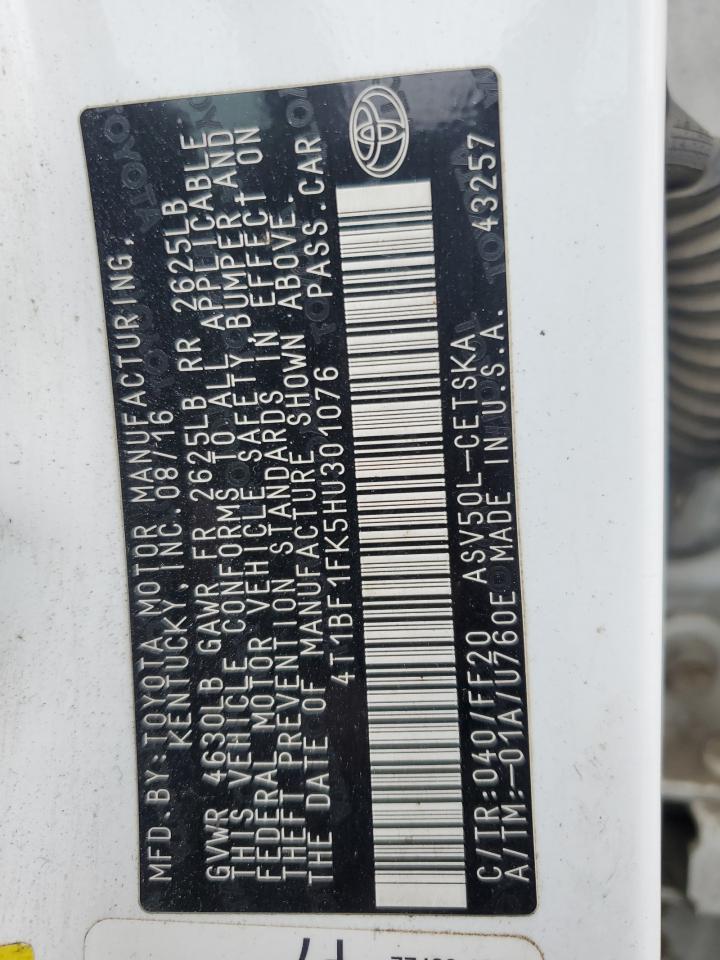 MFD.BY:TOYOTA MOTOR MANUFACTURING,
KENTUCKY,INC.08/16
GVWR 4630LB GAWR FR 2625LB RR 2625LB
THIS VEHICLE CONFORMS TO ALL APPLICABLE
FEDERAL MOTOR VEHICLE SAFETY,BUMPER,AND
THEFT PREVENTION STANDARDS IN EFFECT ON
THE DATE OF MANUFACTURE SHOWN ABOVE.
4T1BF1FK5HU301076 PASS.CAR
C/TR:040/FF20 ASV50L-CETSKA 43257
A/TM:-01A/U760E MADE IN U.S.A.